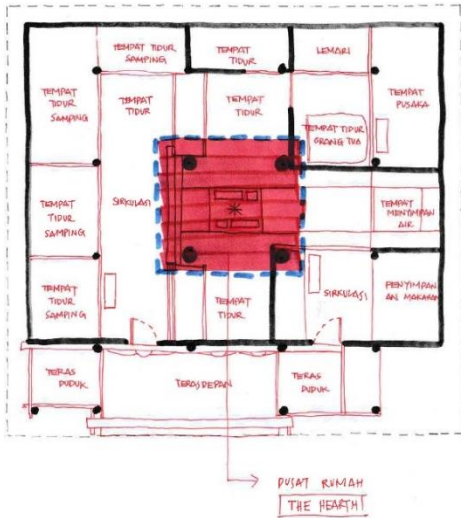 TEMPAT TIDUR
SAMPING
TEMPAT
TIDUR
LEMARI
TEMPAT
TIDUR
SAMPING
TEMPAT
TIDUR
TEMPAT
TIDUR
TEMPAT TIDUR
ORANG TUA
TEMPAT
PUSAKA
TEMPAT
TIDUR
SAMPING
SIRKULASI
TEMPAT
MENYIMPAN
AIR
TEMPAT
TIDUR
SAMPING
TEMPAT
TIDUR
SIRKULASI
PENYIMPAN
AN MAKANAN
TERAS
DUDUK
TERAS DEPAN
TERAS
DUDUK
PUSAT RUMAH
THE HEARTH